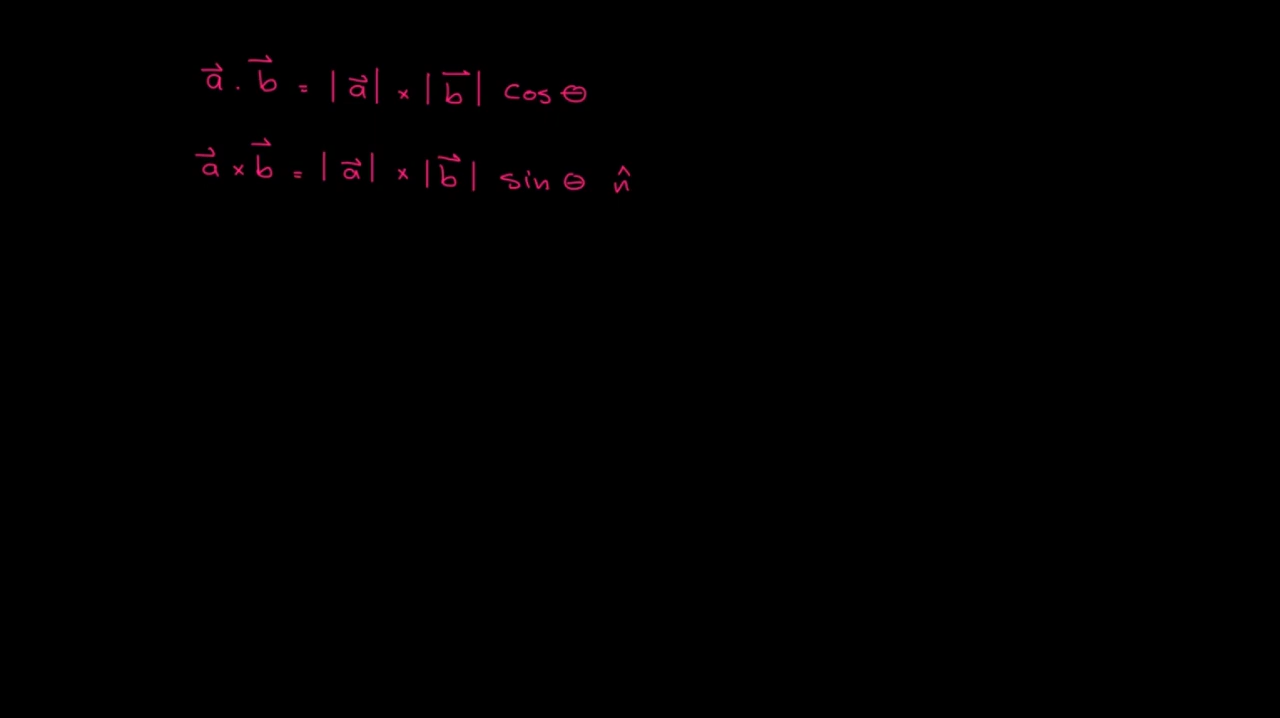 a⃗ . b⃗ = |a⃗| × |b⃗| cos θ
a⃗ × b⃗ = |a⃗| × |b⃗| sin θ n̂